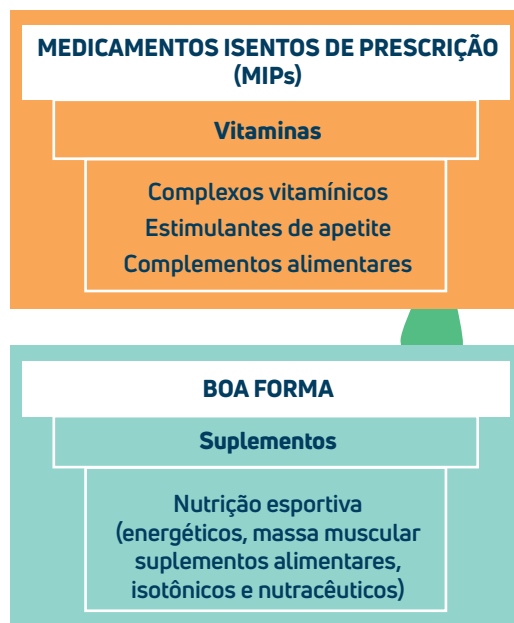 MEDICAMENTOS ISENTOS DE PRESCRIÇÃO
(MIPs)
Vitaminas
Complexos vitamínicos
Estimulantes de apetite
Complementos alimentares
BOA FORMA
Suplementos
Nutrição esportiva
(energéticos, massa muscular
suplementos alimentares,
isotônicos e nutracêuticos)